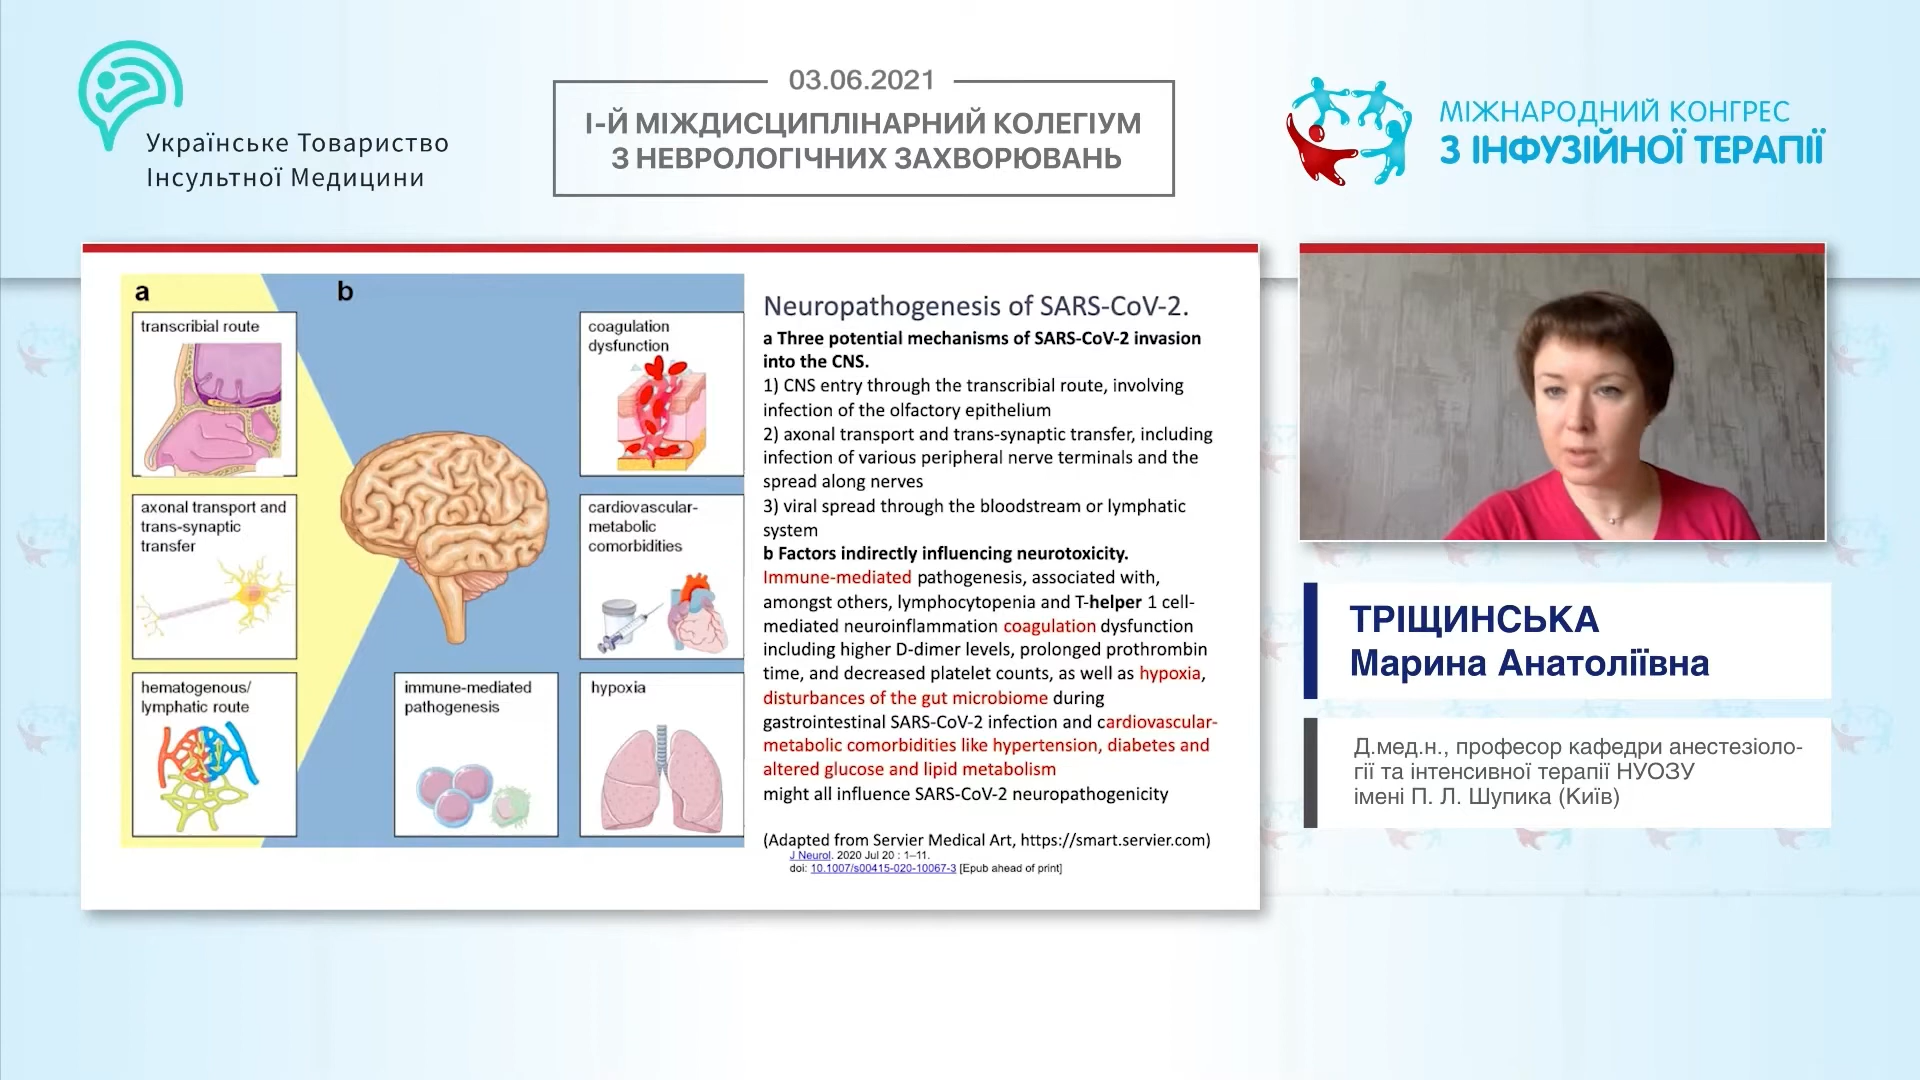 Українське Товариство
Інсультної Медицини
03.06.2021
І-Й МІЖДИСЦИПЛІНАРНИЙ КОЛЕГІУМ
З НЕВРОЛОГІЧНИХ ЗАХВОРЮВАНЬ
МІЖНАРОДНИЙ КОНГРЕС
З ІНФУЗІЙНОЇ ТЕРАПІЇ
a
b
transcribial route
axonal transport and
trans-synaptic
transfer
hematogenous/
lymphatic route
coagulation
dysfunction
cardiovascular-
metabolic
comorbidities
immune-mediated
pathogenesis
hypoxia
Neuropathogenesis of SARS-CoV-2.
a Three potential mechanisms of SARS-CoV-2 invasion
into the CNS.
1) CNS entry through the transcribial route, involving
infection of the olfactory epithelium
2) axonal transport and trans-synaptic transfer, including
infection of various peripheral nerve terminals and the
spread along nerves
3) viral spread through the bloodstream or lymphatic
system
b Factors indirectly influencing neurotoxicity.
Immune-mediated pathogenesis, associated with,
amongst others, lymphocytopenia and T-helper 1 cell-
mediated neuroinflammation coagulation dysfunction
including higher D-dimer levels, prolonged prothrombin
time, and decreased platelet counts, as well as hypoxia,
disturbances of the gut microbiome during
gastrointestinal SARS-CoV-2 infection and cardiovascular-
metabolic comorbidities like hypertension, diabetes and
altered glucose and lipid metabolism
might all influence SARS-CoV-2 neuropathogenicity
(Adapted from Servier Medical Art, https://smart.servier.com)
J Neurol. 2020 Jul 20 : 1–11.
doi: 10.1007/s00415-020-10067-3 [Epub ahead of print]
ТРІЩИНСЬКА
Марина Анатоліївна
Д.мед.н., професор кафедри анестезіоло-
гії та інтенсивної терапії НУОЗУ
імені П. Л. Шупика (Київ)